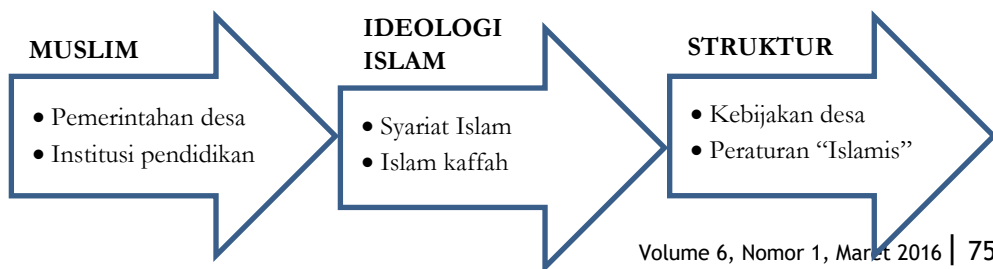 MUSLIM
• Pemerintahan desa
• Institusi pendidikan
IDEOLOGI
ISLAM
• Syariat Islam
• Islam kaffah
STRUKTUR
• Kebijakan desa
• Peraturan “Islamis”
Volume 6, Nomor 1, Maret 2016 | 75